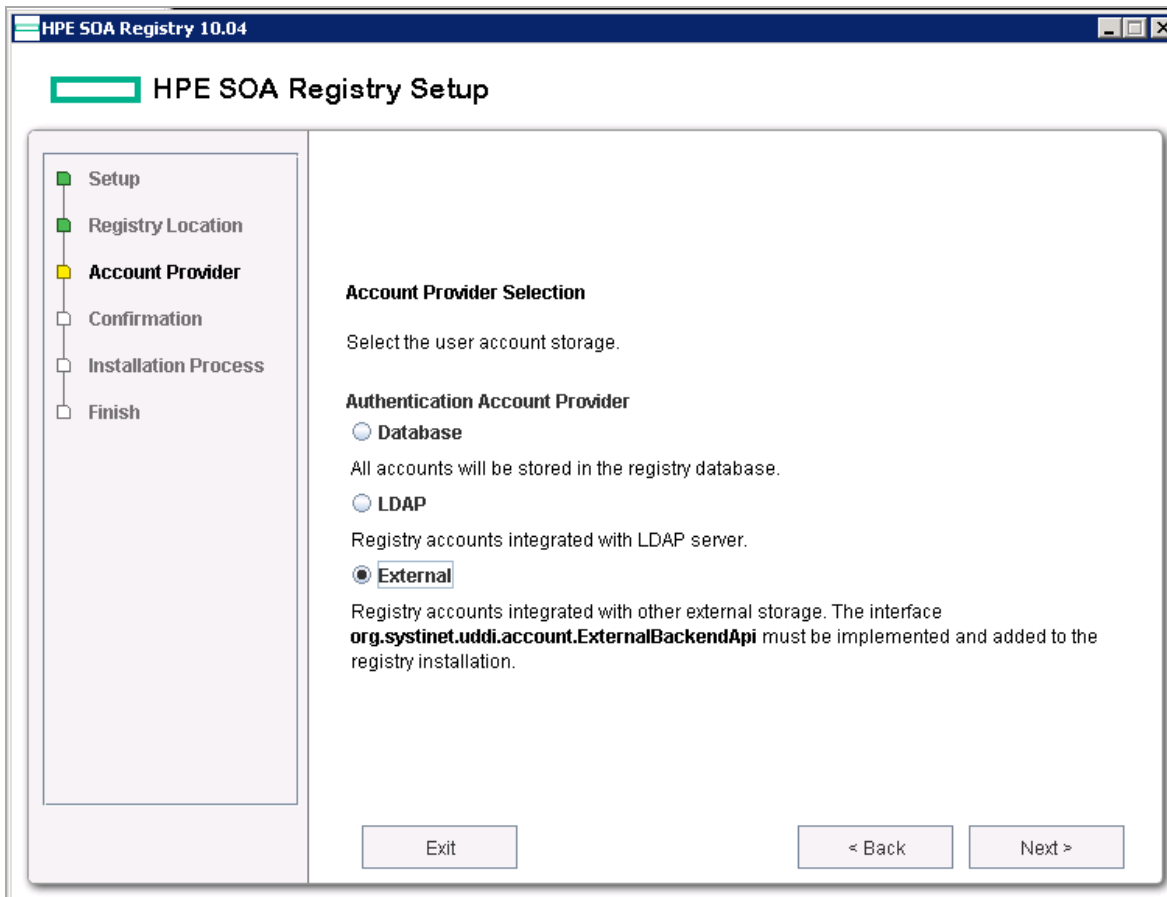 HPE SOA Registry 10.04
HPE SOA Registry Setup
Setup
Registry Location
Account Provider
Confirmation
Installation Process
Finish
Account Provider Selection
Select the user account storage.
Authentication Account Provider
Database
All accounts will be stored in the registry database.
LDAP
Registry accounts integrated with LDAP server.
External
Registry accounts integrated with other external storage. The interface
org.systinet.uddi.account.ExternalBackendApi must be implemented and added to the
registry installation.
Exit
< Back
Next >